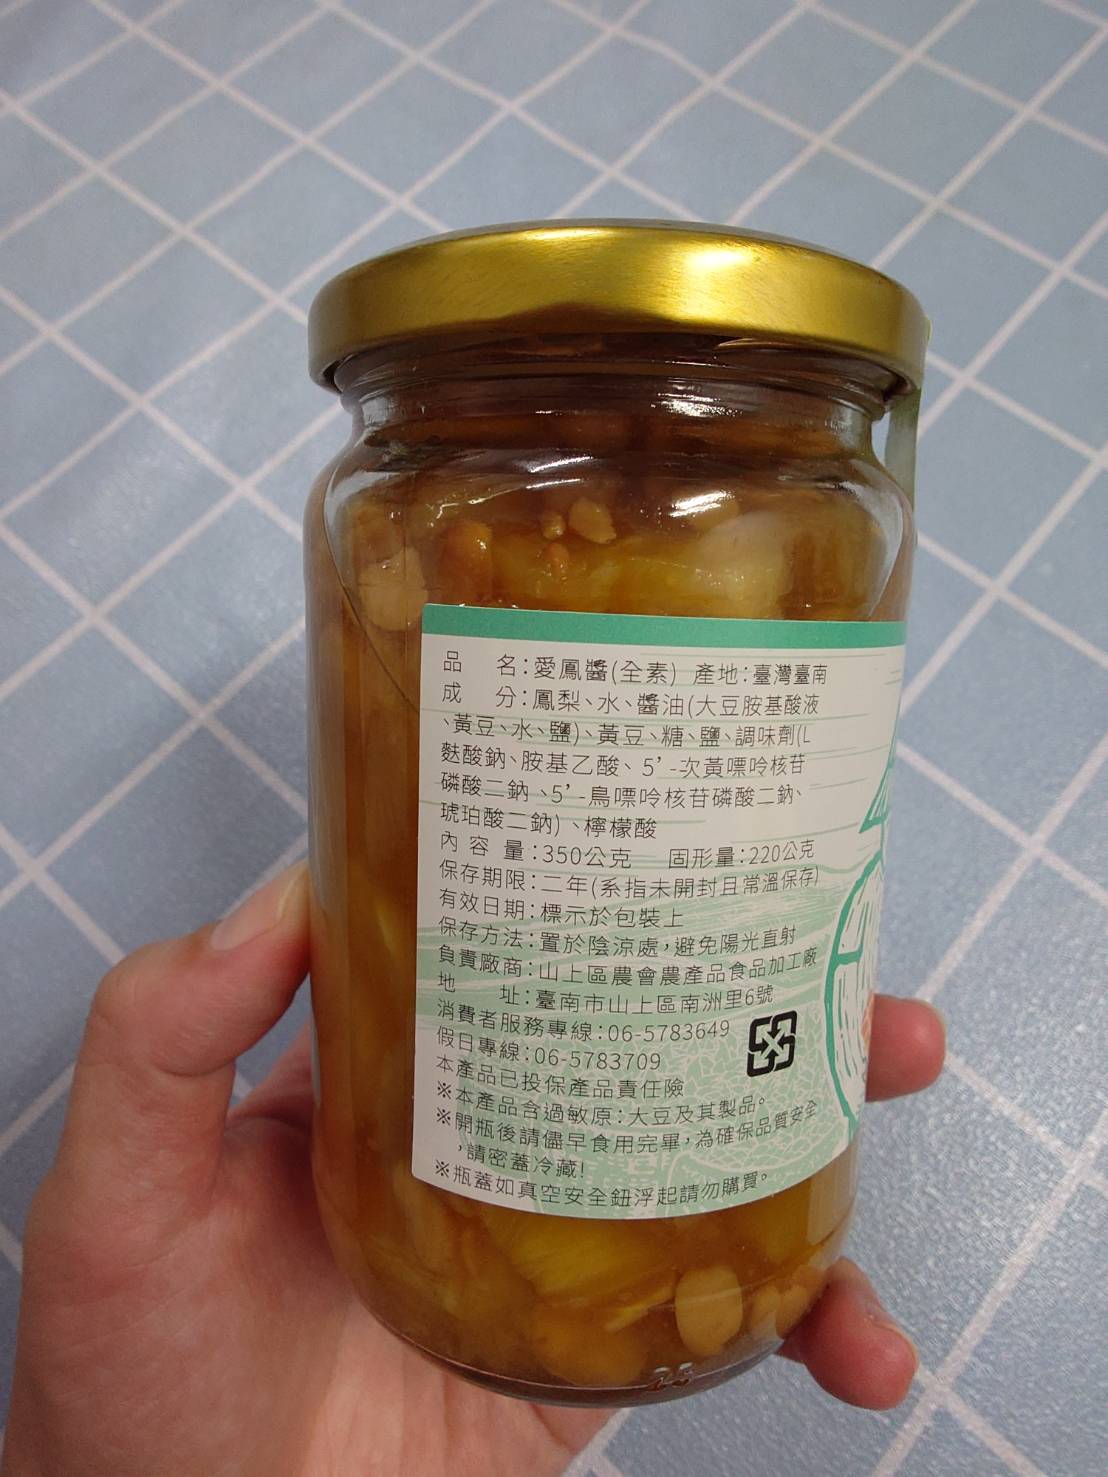 品　名：愛鳳醬(全素) 產地：臺灣臺南
成　分：鳳梨、水、醬油(大豆胺基酸液
、黃豆、水、鹽)、黃豆、糖、鹽、調味劑(L
麩酸鈉、胺基乙酸、5’-次黃嘌呤核苷
磷酸二鈉、5’-鳥嘌呤核苷磷酸二鈉、
琥珀酸二鈉)、檸檬酸
內容量：350公克　固形量：220公克
保存期限：二年(系指未開封且常溫保存)
有效日期：標示於包裝上
保存方法：置於陰涼處，避免陽光直射
負責廠商：山上區農會農產品食品加工廠
地　址：臺南市山上區南洲里6號
消費者服務專線：06-5783649
假日專線：06-5783709
本產品已投保產品責任險
※本產品含過敏原：大豆及其製品。
※開瓶後請儘早食用完畢，為確保品質安全
，請密蓋冷藏!
※瓶蓋如真空安全鈕浮起請勿購買。